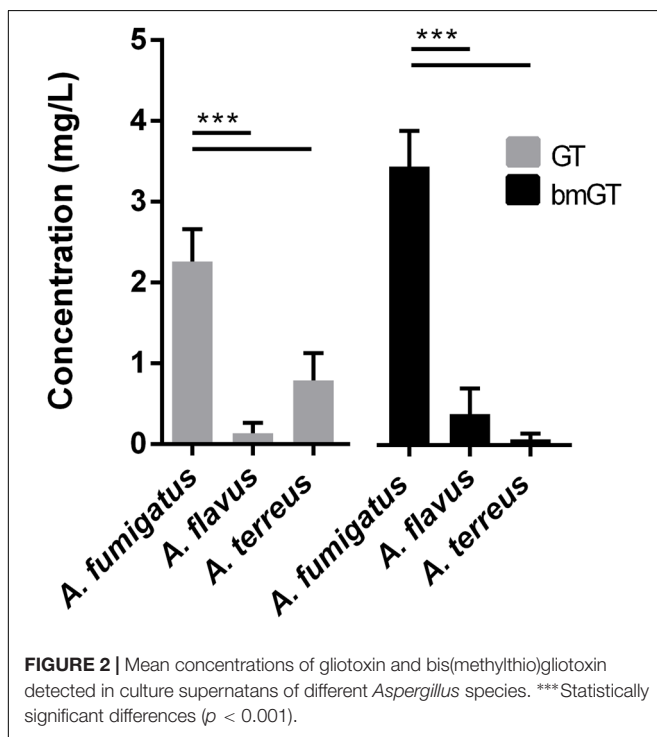 Concentration (mg/L)
5
4
3
2
1
0
***
***
GT
bmGT
A. fumigatus
A. flavus
A. terreus
A. fumigatus
A. flavus
A. terreus
FIGURE 2 | Mean concentrations of gliotoxin and bis(methylthio)gliotoxin
detected in culture supernatans of different Aspergillus species. ***Statistically
significant differences (p < 0.001).